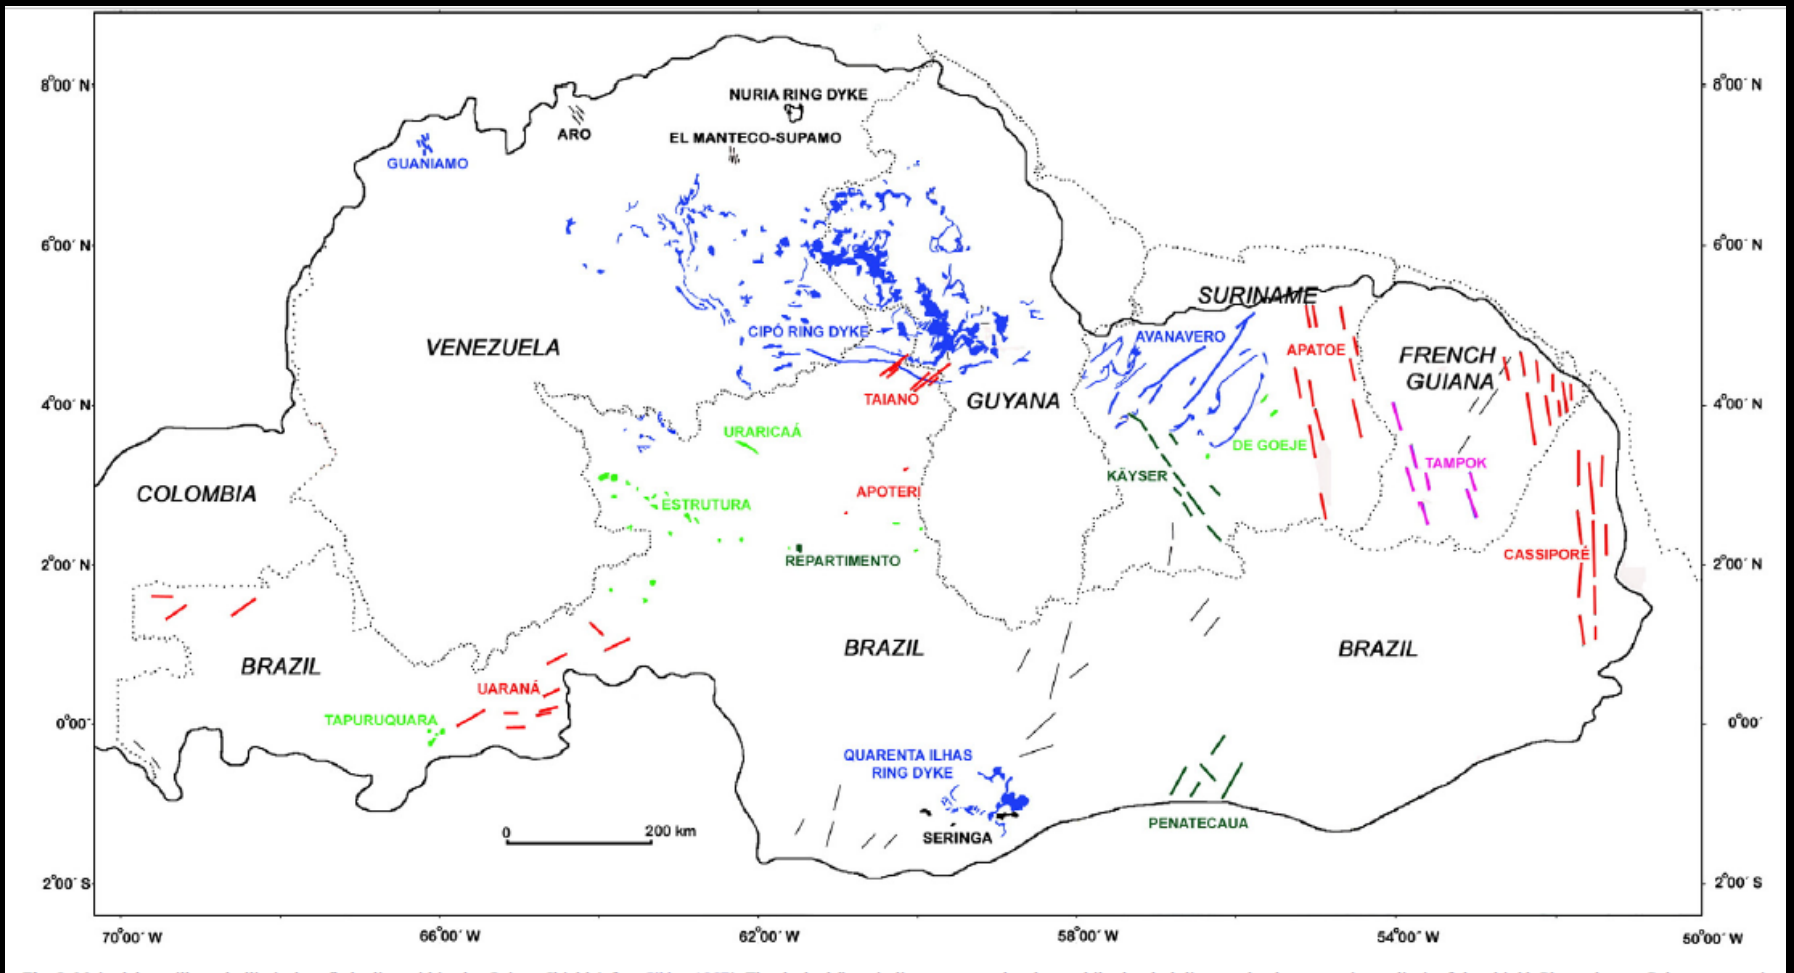 8°00´ N
8°00´ N
NURIA RING DYKE
ARO
EL MANTECO-SUPAMO
GUANIAMO
6°00´ N
6°00´ N
SURINAME
CIPÓ RING DYKE
AVANAVERO
VENEZUELA
APATOE
FRENCH
GUIANA
TAIANO
GUYANA
4°00´ N
4°00´ N
URARICAÁ
DE GOEJE
TAMPOK
KÄYSER
COLOMBIA
APOTERI
ESTRUTURA
CASSIPORÉ
2°00´ N
REPARTIMENTO
2°00´ N
BRAZIL
BRAZIL
BRAZIL
UARANÁ
TAPURUQUARA
0°00´
0°00´
QUARENTA ILHAS
RING DYKE
PENATECAUA
0 200 km
SERINGA
2°00´ S
2°00´ S
70°00´ W 66°00´ W 62°00´ W 58°00´ W 54°00´ W 50°00´ W